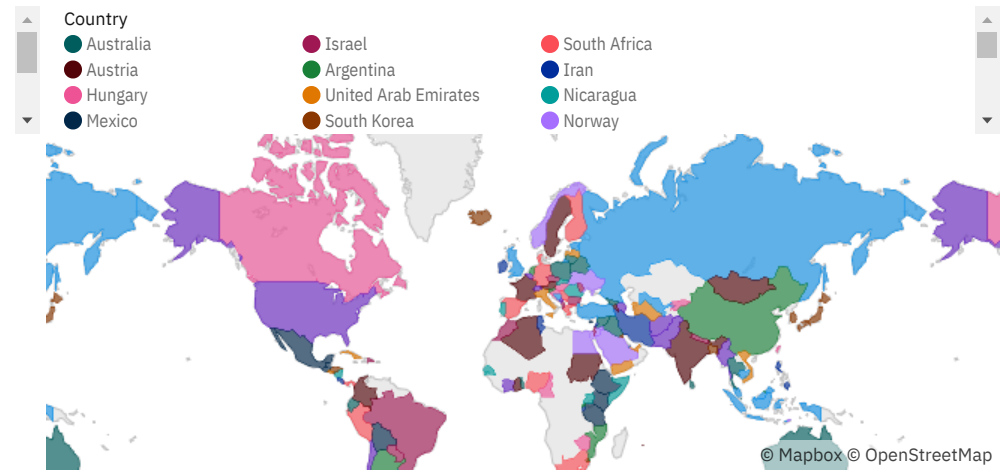 Country
Australia Israel South Africa
Austria Argentina Iran
Hungary United Arab Emirates Nicaragua
Mexico South Korea Norway
© Mapbox © OpenStreetMap